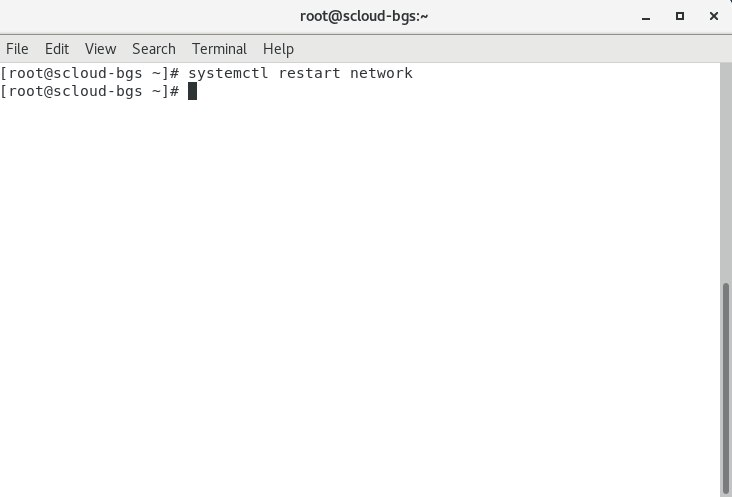 root@scloud-bgs:~
File Edit View Search Terminal Help
[root@scloud-bgs ~]# systemctl restart network
[root@scloud-bgs ~]#